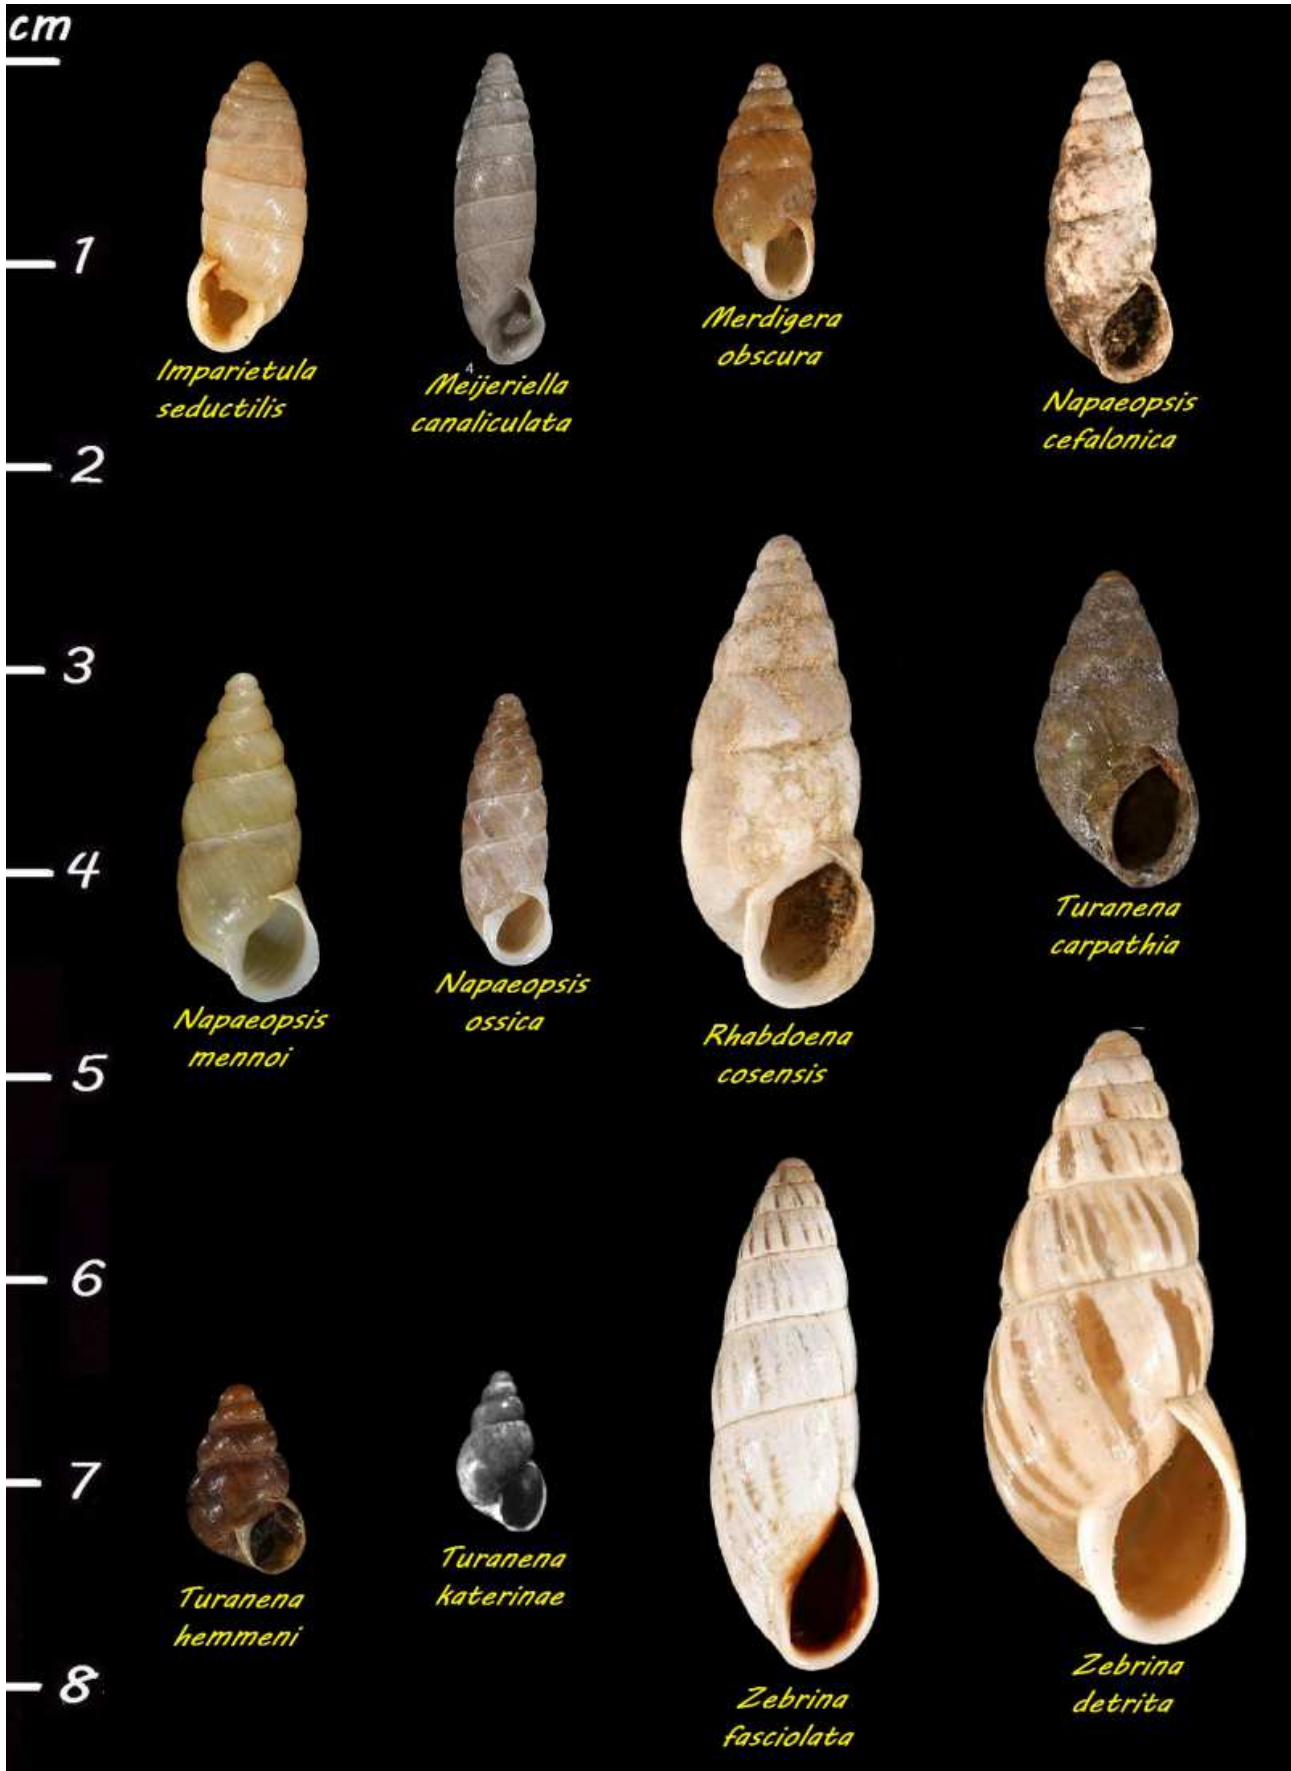 cm
Imparietula
seductilis
4
Meijeriella
canaliculata
Merdigera
obscura
Napaeopsis
cefalonica
1
2
3
4
5
6
7
8
Napaeopsis
mennoi
Napaeopsis
ossica
Rhabdoena
cosensis
Turanena
carpathia
Turanena
hemmeni
Turanena
katerinae
Zebrina
fasciolata
Zebrina
detrita